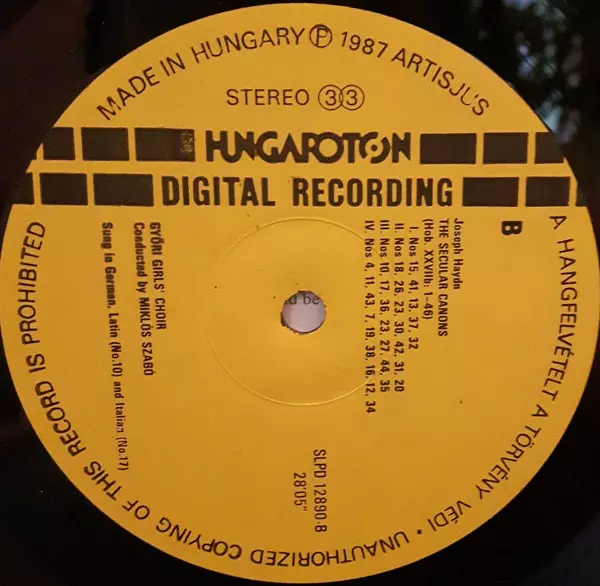 MADE IN HUNGARY Ⓟ 1987 ARTISJUS
STEREO 33
HUNGAROTON
DIGITAL RECORDING
B
Joseph Haydn
THE SECULAR CANONS
(Hob. XXVIIb: 1-46)
I. Nos 15, 41, 13, 37, 32
II. Nos 18, 26, 23, 30, 42, 31, 20
III. Nos 10, 17, 36, 23, 27, 44, 35
IV. Nos 4, 11, 43, 7, 19, 38, 16, 12, 34
d be
SLPD 12890-B
28'05"
GYŐRI GIRLS' CHOIR
Conducted by MIKLÓS SZABÓ
Sung in German, Latin (No.10) and Italian (No.17)
A HANGFELVÉTELT A TÖRVÉNY VÉDI • UNAUTHORIZED COPYING OF THIS RECORD IS PROHIBITED